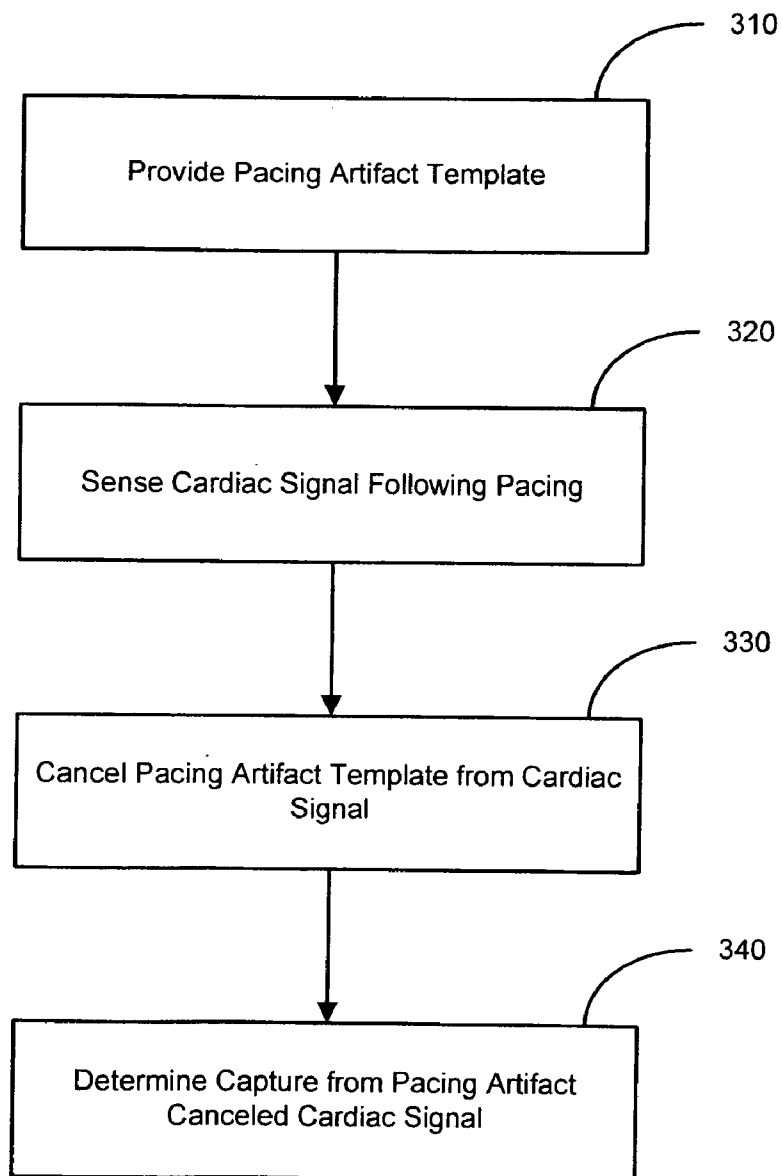 310
Provide Pacing Artifact Template
320
Sense Cardiac Signal Following Pacing
330
Cancel Pacing Artifact Template from Cardiac
Signal
340
Determine Capture from Pacing Artifact
Canceled Cardiac Signal